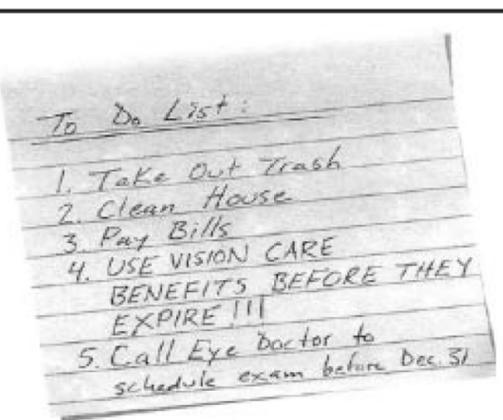 To Do List:
1. Take Out Trash
2. Clean House
3. Pay Bills
4. USE VISION CARE
BENEFITS BEFORE THEY
EXPIRE!!!
5. Call Eye Doctor to
schedule exam before Dec. 31